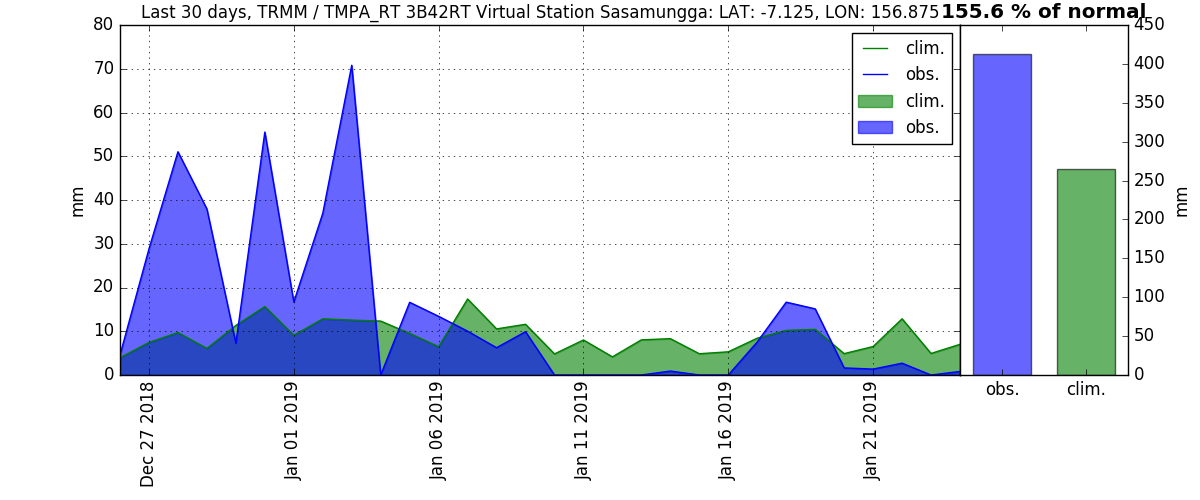 Last 30 days, TRMM / TMPA_RT 3B42RT Virtual Station Sasamungga: LAT: -7.125, LON: 156.875
155.6 % of normal
80
70
60
50
40
30
20
10
0
mm
clim.
obs.
clim.
obs.
Dec 27 2018
Jan 01 2019
Jan 06 2019
Jan 11 2019
Jan 16 2019
Jan 21 2019
450
400
350
300
250
200
150
100
50
0
mm
obs.
clim.